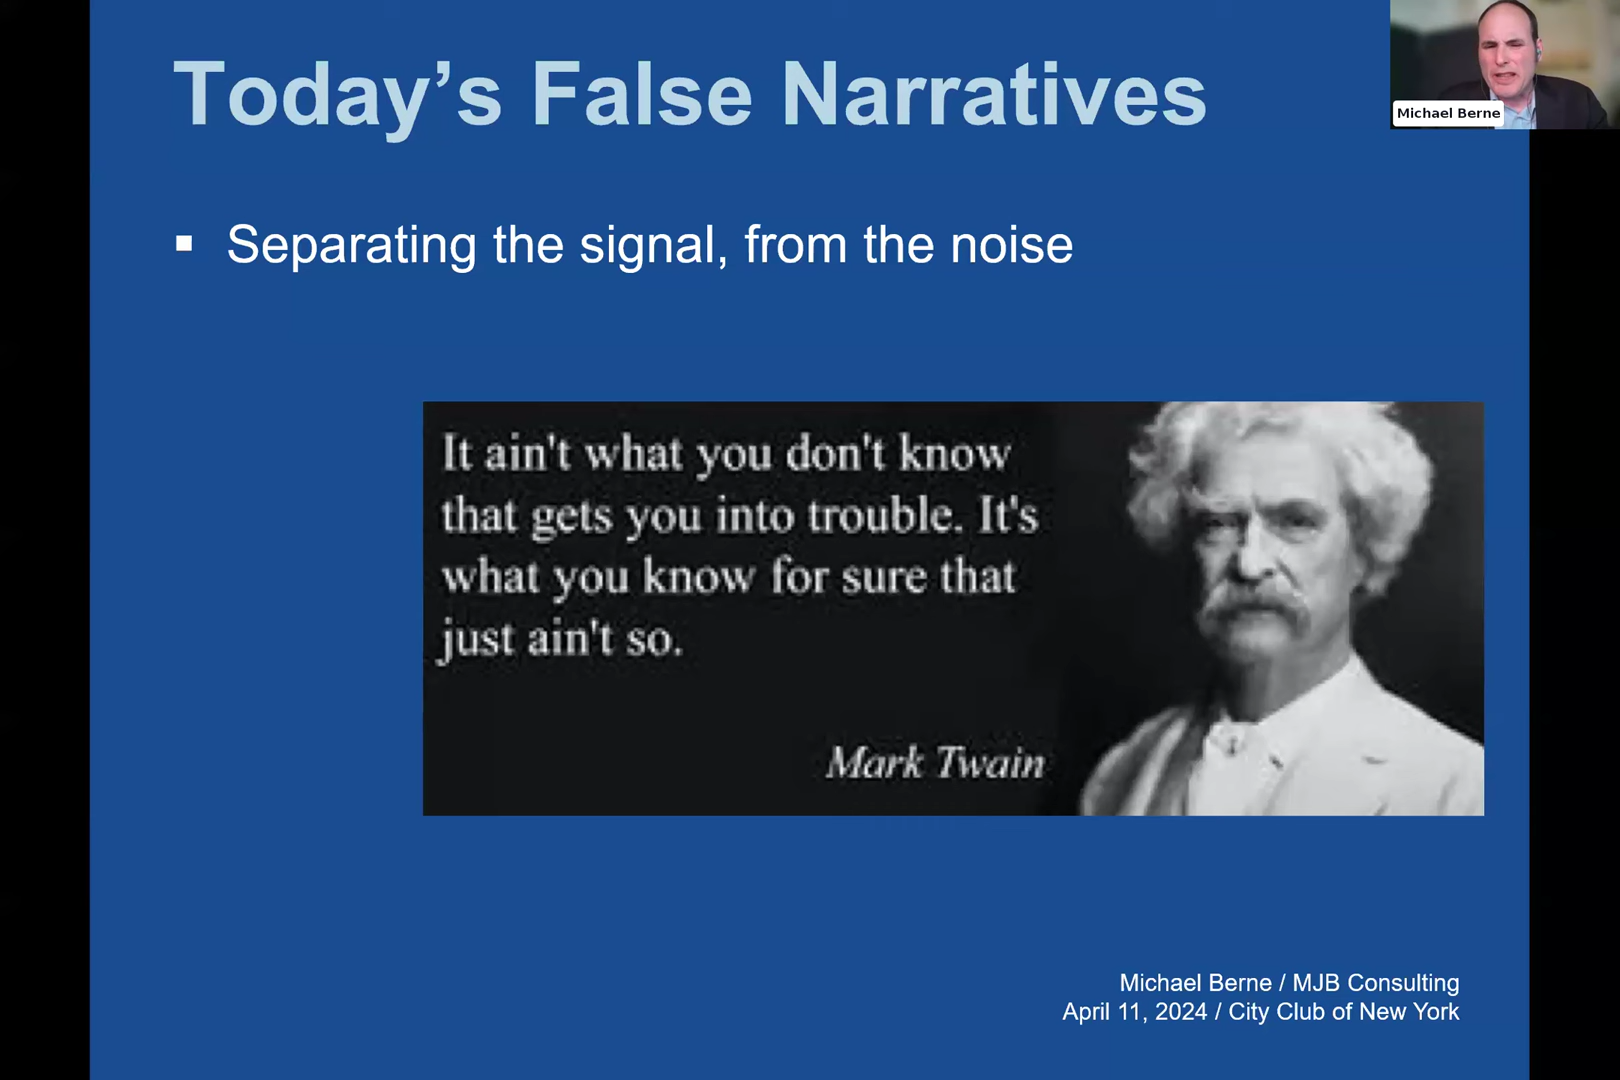 Today’s False Narratives
Michael Berne
▪ Separating the signal, from the noise
It ain't what you don't know
that gets you into trouble. It's
what you know for sure that
just ain't so.
Mark Twain
Michael Berne / MJB Consulting
April 11, 2024 / City Club of New York